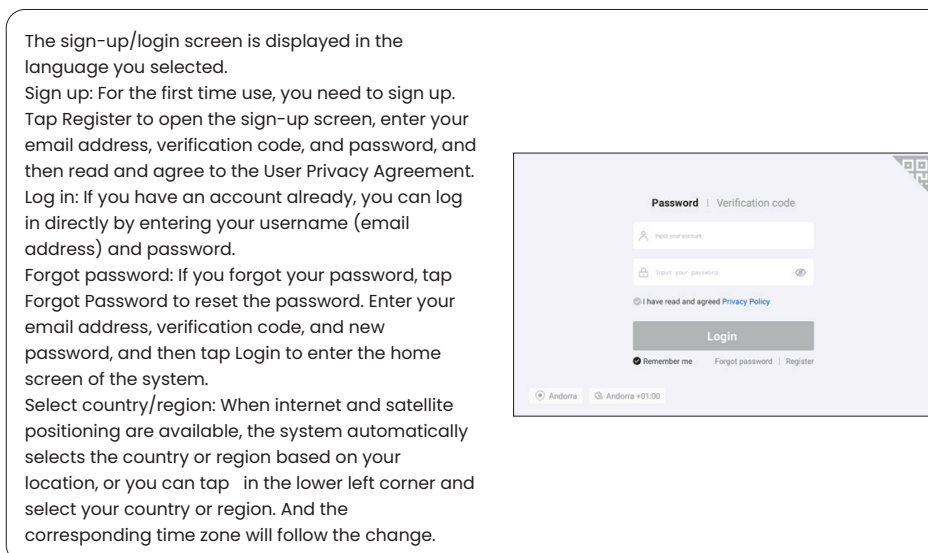 The sign-up/login screen is displayed in the
language you selected.
Sign up: For the first time use, you need to sign up.
Tap Register to open the sign-up screen, enter your
email address, verification code, and password, and
then read and agree to the User Privacy Agreement.
Log in: If you have an account already, you can log
in directly by entering your username (email
address) and password.
Forgot password: If you forgot your password, tap
Forgot Password to reset the password. Enter your
email address, verification code, and new
password, and then tap Login to enter the home
screen of the system.
Select country/region: When internet and satellite
positioning are available, the system automatically
selects the country or region based on your
location, or you can tap in the lower left corner and
select your country or region. And the
corresponding time zone will follow the change.
Password | Verification code
Input your account
Input your password
I have read and agreed Privacy Policy
Login
Remember me Forgot password | Register
Andorra Andorra +01:00